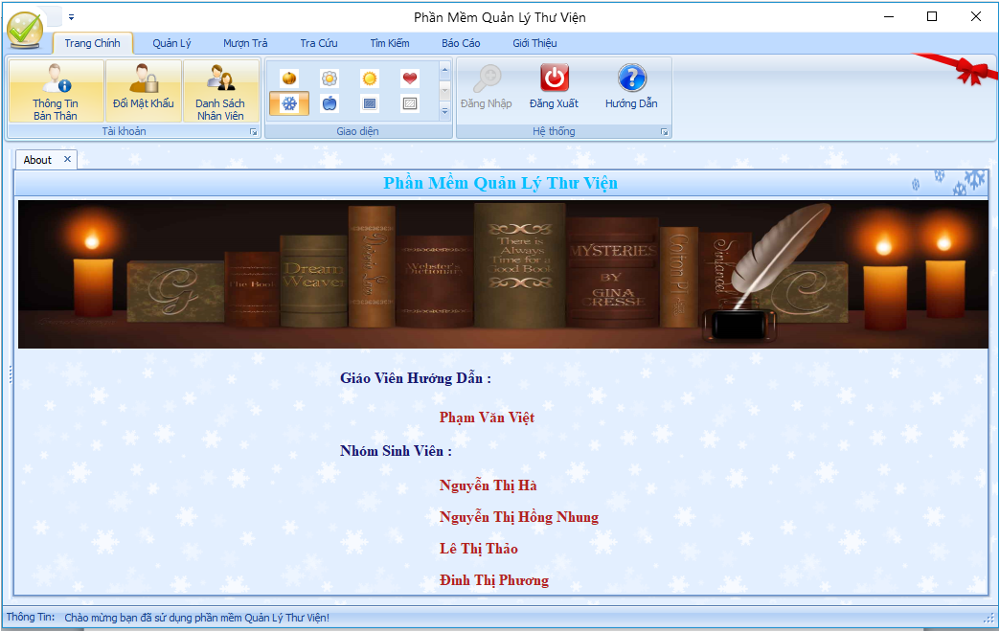 Phần Mềm Quản Lý Thư Viện
Trang Chính Quản Lý Mượn Trả Tra Cứu Tìm Kiếm Báo Cáo Giới Thiệu
Thông Tin Bản Thân
Đổi Mật Khẩu
Danh Sách Nhân Viên
Đăng Nhập
Đăng Xuất
Hướng Dẫn
Tài khoản
Giao diện
Hệ thống
About
Phần Mềm Quản Lý Thư Viện
G
The Book
Dream Weaver
Webster's Dictionary
There is
Always
Time for a
Good Book
MYSTERIES
BY
GINA
CRESSE
C
Giáo Viên Hướng Dẫn :
Phạm Văn Việt
Nhóm Sinh Viên :
Nguyễn Thị Hà
Nguyễn Thị Hồng Nhung
Lê Thị Thảo
Đinh Thị Phương
Thông Tin: Chào mừng bạn đã sử dụng phần mềm Quản Lý Thư Viện!